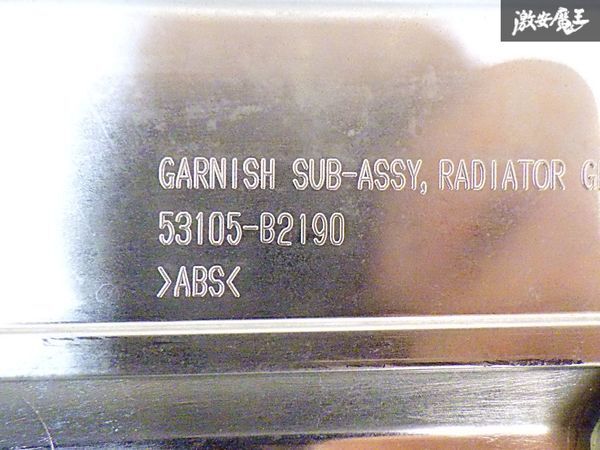 激安魔王
GARNISH SUB-ASSY, RADIATOR G
53105-B2190
>ABS<